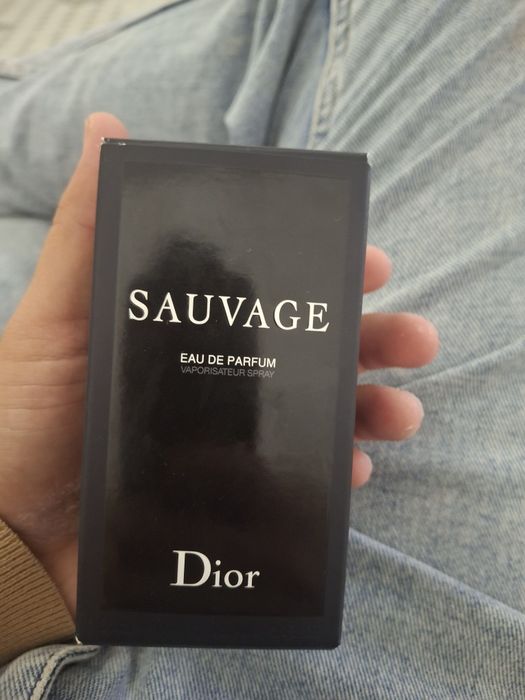 SAUVAGE
EAU DE PARFUM
VAPORISATEUR SPRAY
Dior